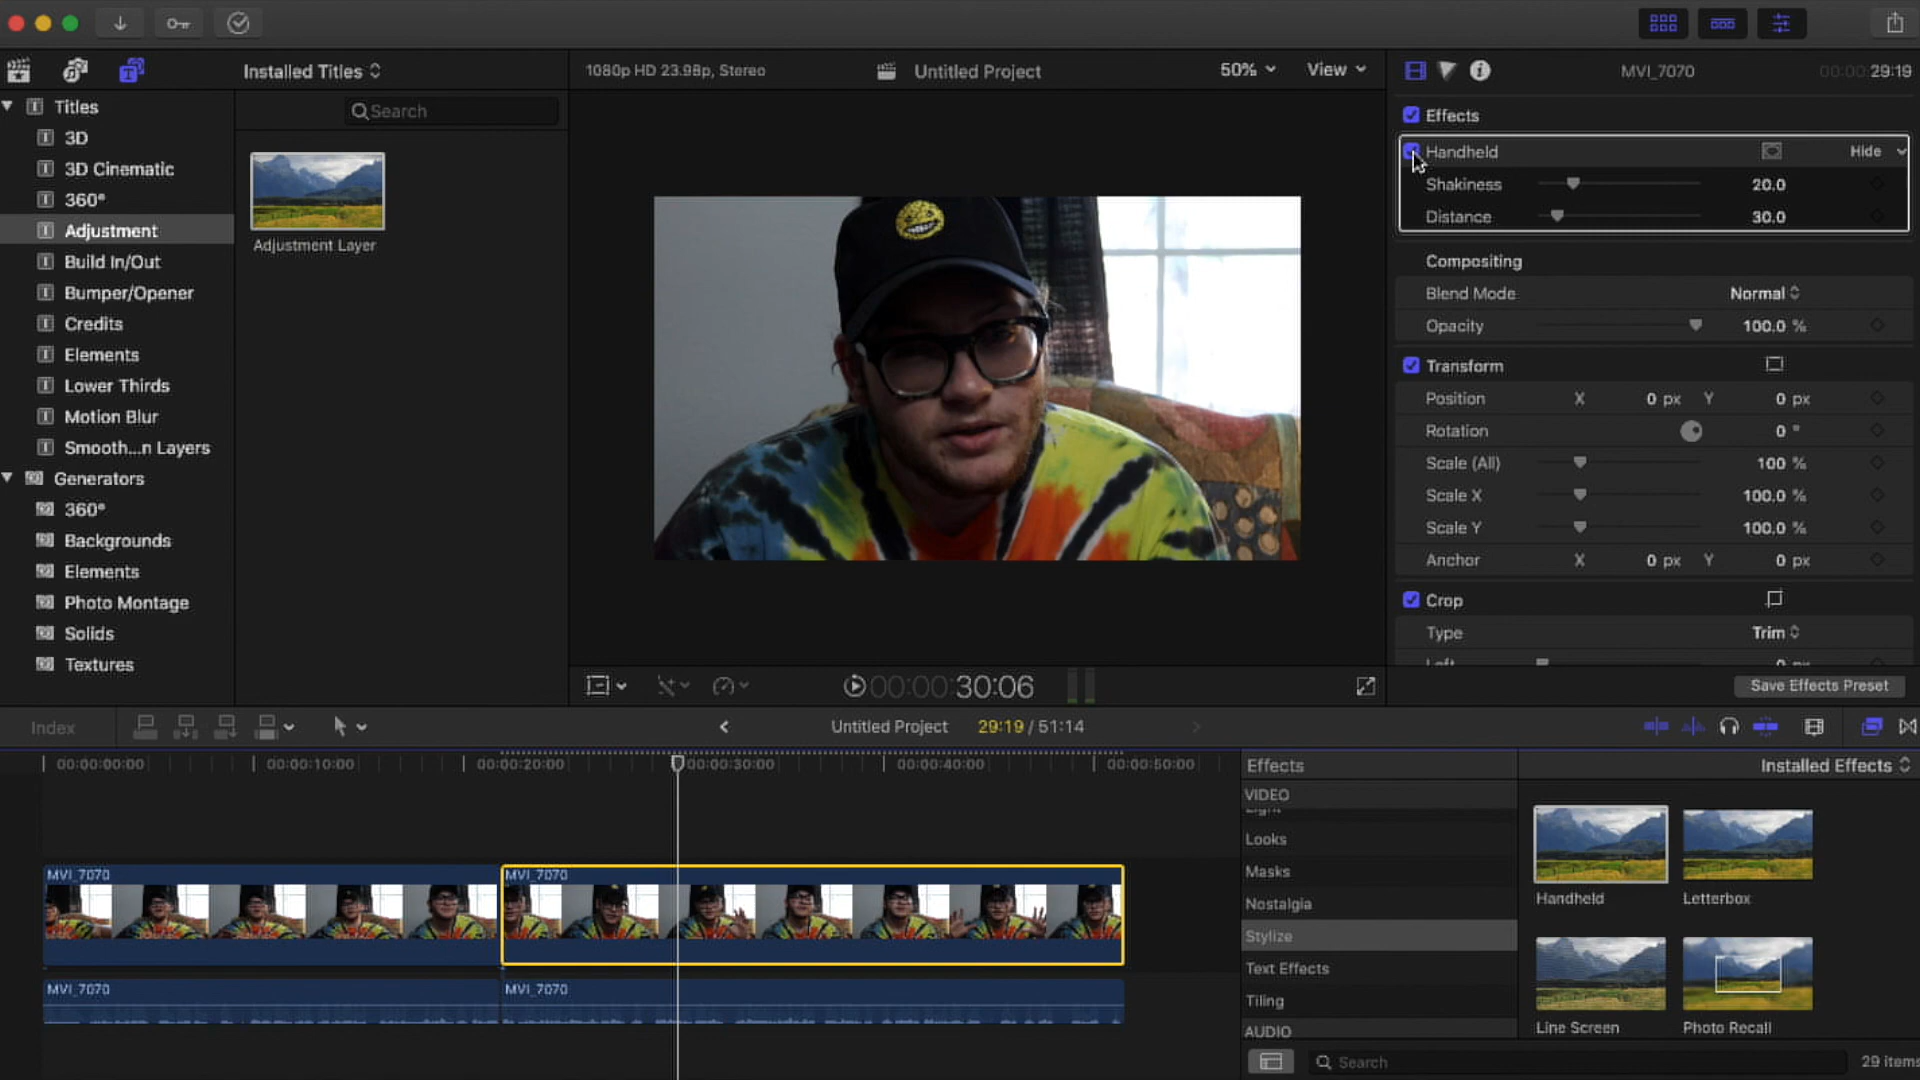 Installed Titles
1080p HD 23.98p, Stereo
Untitled Project
50%
View
MVI_7070
00:00:29:19
Titles
3D
3D Cinematic
360°
Adjustment
Build In/Out
Bumper/Opener
Credits
Elements
Lower Thirds
Motion Blur
Smooth...n Layers
Generators
360°
Backgrounds
Elements
Photo Montage
Solids
Textures
Search
Adjustment Layer
Effects
Handheld
Hide
Shakiness 20.0
Distance 30.0
Compositing
Blend Mode Normal
Opacity 100.0 %
Transform
Position X 0 px Y 0 px
Rotation 0 °
Scale (All) 100 %
Scale X 100.0 %
Scale Y 100.0 %
Anchor X 0 px Y 0 px
Crop
Type Trim
Left 0 px
Save Effects Preset
00:00:30:06
Index
Untitled Project 29:19 / 51:14
00:00:00:00 00:00:10:00 00:00:20:00 00:00:30:00 00:00:40:00 00:00:50:00
MVI_7070 MVI_7070
MVI_7070 MVI_7070
Effects
Installed Effects
VIDEO
Light
Looks
Masks
Nostalgia
Stylize
Text Effects
Tiling
AUDIO
Handheld
Letterbox
Line Screen
Photo Recall
Search
29 items